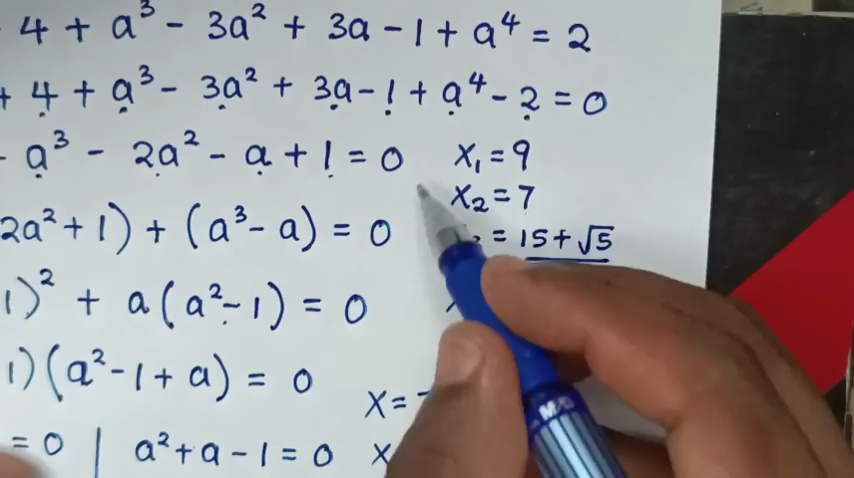 4 + a³ - 3a² + 3a - 1 + a⁴ = 2
+ 4 + a³ - 3a² + 3a - 1 + a⁴ - 2 = 0
- a³ - 2a² - a + 1 = 0
x₁ = 9
x₂ = 7
2a² + 1) + (a³ - a) = 0
= 15 + √5
1)² + a(a² - 1) = 0
1)(a² - 1 + a) = 0
x =
= 0 | a² + a - 1 = 0
x